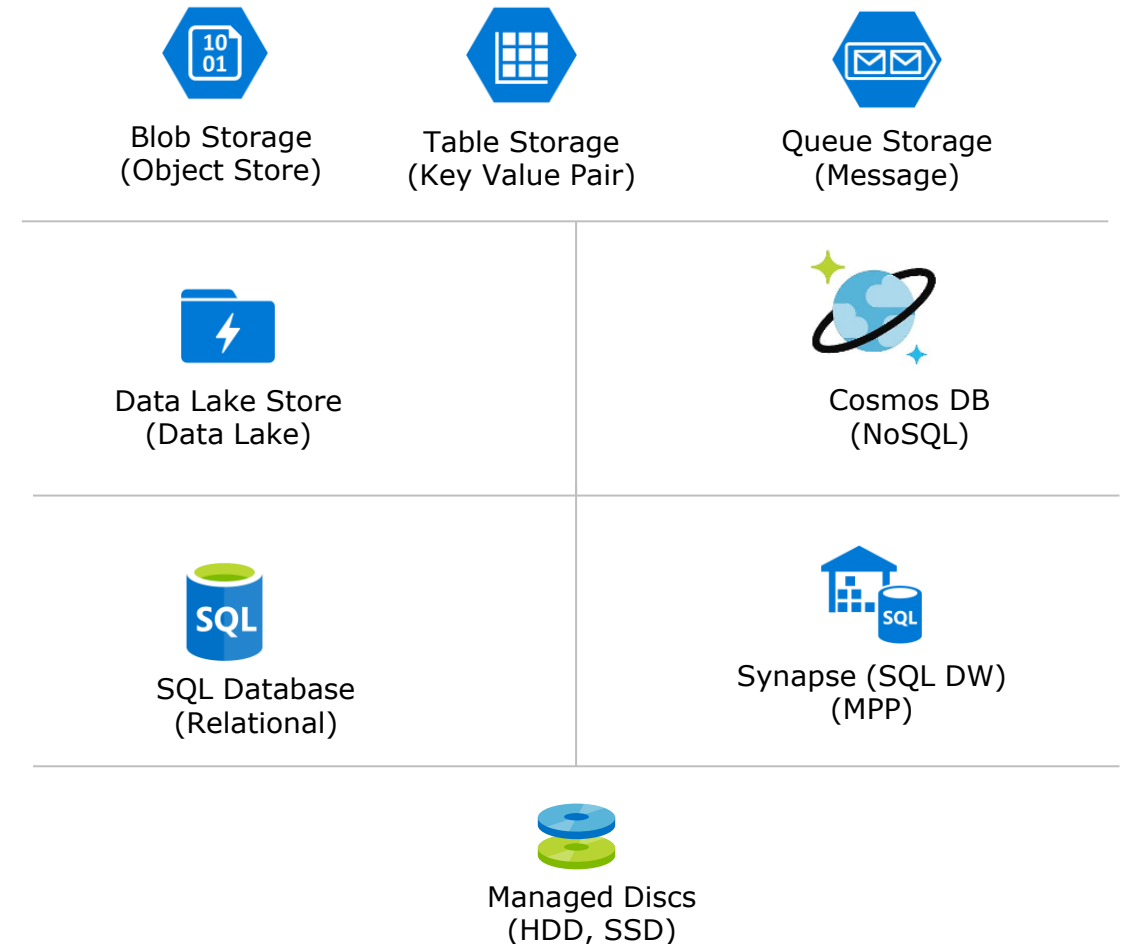 10
01
Blob Storage
(Object Store)
Table Storage
(Key Value Pair)
Queue Storage
(Message)
Data Lake Store
(Data Lake)
Cosmos DB
(NoSQL)
SQL
SQL Database
(Relational)
SQL
Synapse (SQL DW)
(MPP)
Managed Discs
(HDD, SSD)